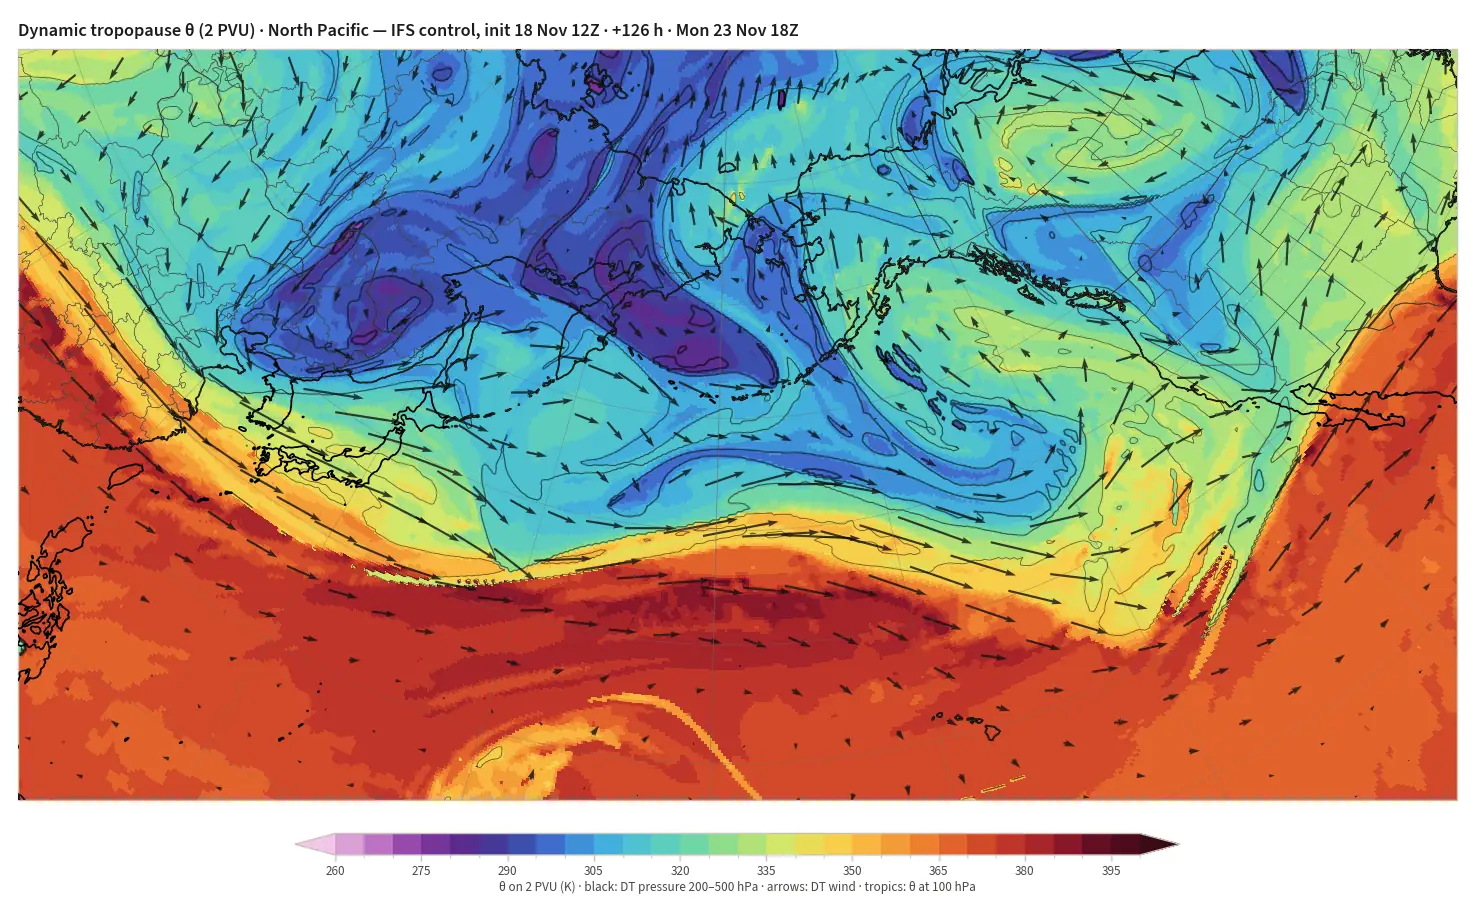 Dynamic tropopause θ (2 PVU) · North Pacific — IFS control, init 18 Nov 12Z · +126 h · Mon 23 Nov 18Z
260 275 290 305 320 335 350 365 380 395
θ on 2 PVU (K) · black: DT pressure 200–500 hPa · arrows: DT wind · tropics: θ at 100 hPa